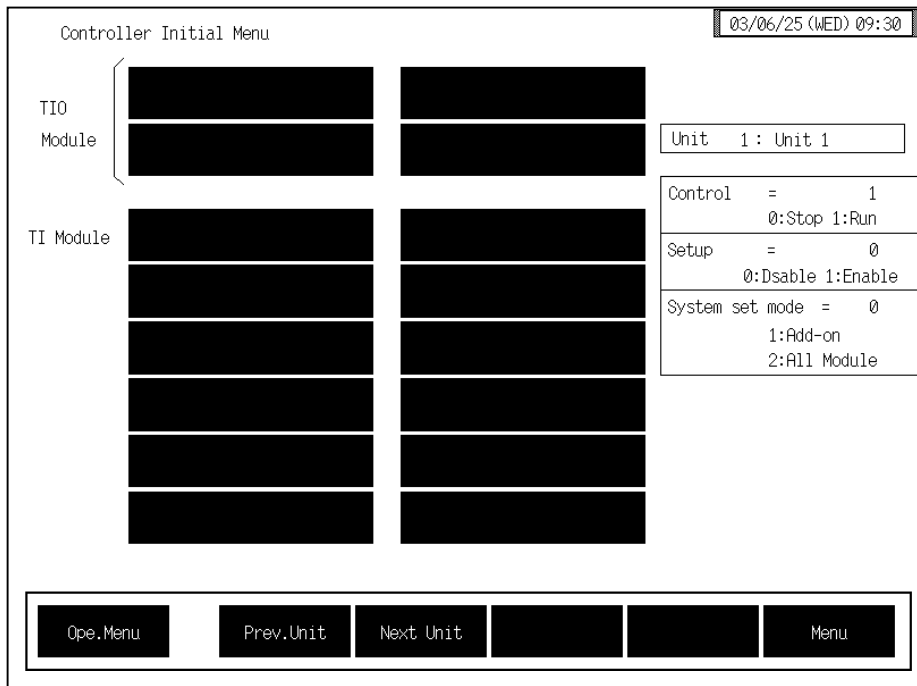 Controller Initial Menu
03/06/25(WED) 09:30
TIO
Module
Unit 1: Unit 1
Control = 1
0:Stop 1:Run
TI Module
Setup = 0
0:Dsable 1:Enable
System set mode = 0
1:Add-on
2:All Module
Ope.Menu Prev.Unit Next Unit Menu